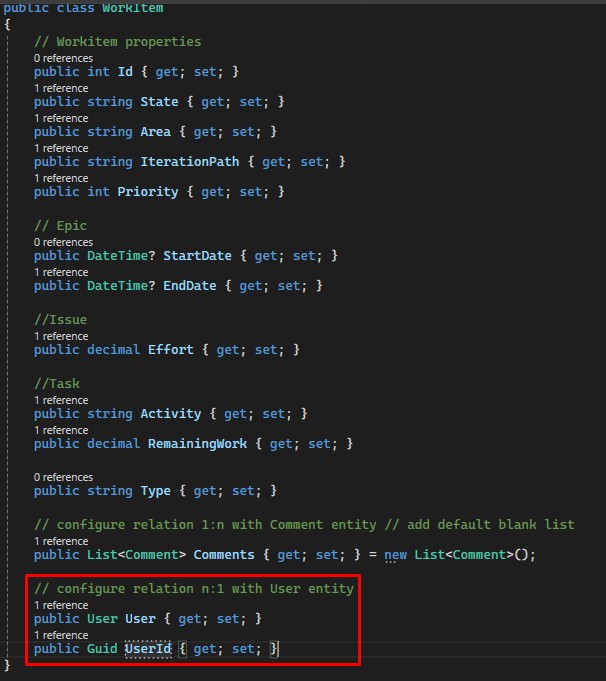 public class WorkItem
{
// Workitem properties
0 references
public int Id { get; set; }
1 reference
public string State { get; set; }
1 reference
public string Area { get; set; }
1 reference
public string IterationPath { get; set; }
1 reference
public int Priority { get; set; }
// Epic
0 references
public DateTime? StartDate { get; set; }
1 reference
public DateTime? EndDate { get; set; }
//Issue
1 reference
public decimal Effort { get; set; }
//Task
1 reference
public string Activity { get; set; }
1 reference
public decimal RemainingWork { get; set; }
0 references
public string Type { get; set; }
// configure relation 1:n with Comment entity // add default blank list
1 reference
public List<Comment> Comments { get; set; } = new List<Comment>();
// configure relation n:1 with User entity
1 reference
public User User { get; set; }
1 reference
public Guid UserId { get; set; }
}